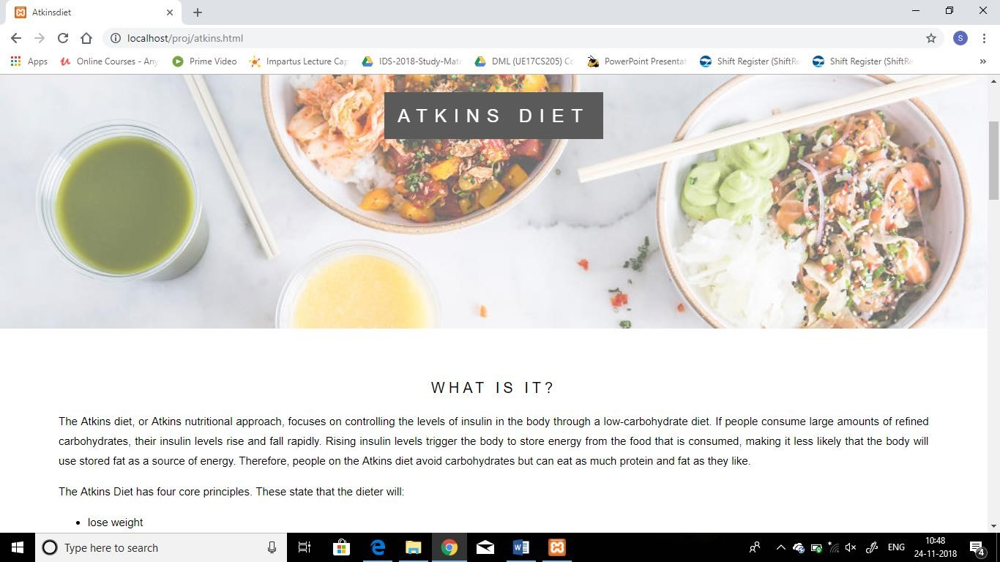 Atkinsdiet
localhost/proj/atkins.html
S
Apps Online Courses - Any Prime Video Impartus Lecture Cap IDS-2018-Study-Mate DML (UE17CS205) Co PowerPoint Presentat Shift Register (ShiftRe Shift Register (ShiftRe »
ATKINS DIET
WHAT IS IT?
The Atkins diet, or Atkins nutritional approach, focuses on controlling the levels of insulin in the body through a low-carbohydrate diet. If people consume large amounts of refined
carbohydrates, their insulin levels rise and fall rapidly. Rising insulin levels trigger the body to store energy from the food that is consumed, making it less likely that the body will
use stored fat as a source of energy. Therefore, people on the Atkins diet avoid carbohydrates but can eat as much protein and fat as they like.
The Atkins Diet has four core principles. These state that the dieter will:
• lose weight
Type here to search
ENG
10:48
24-11-2018
4